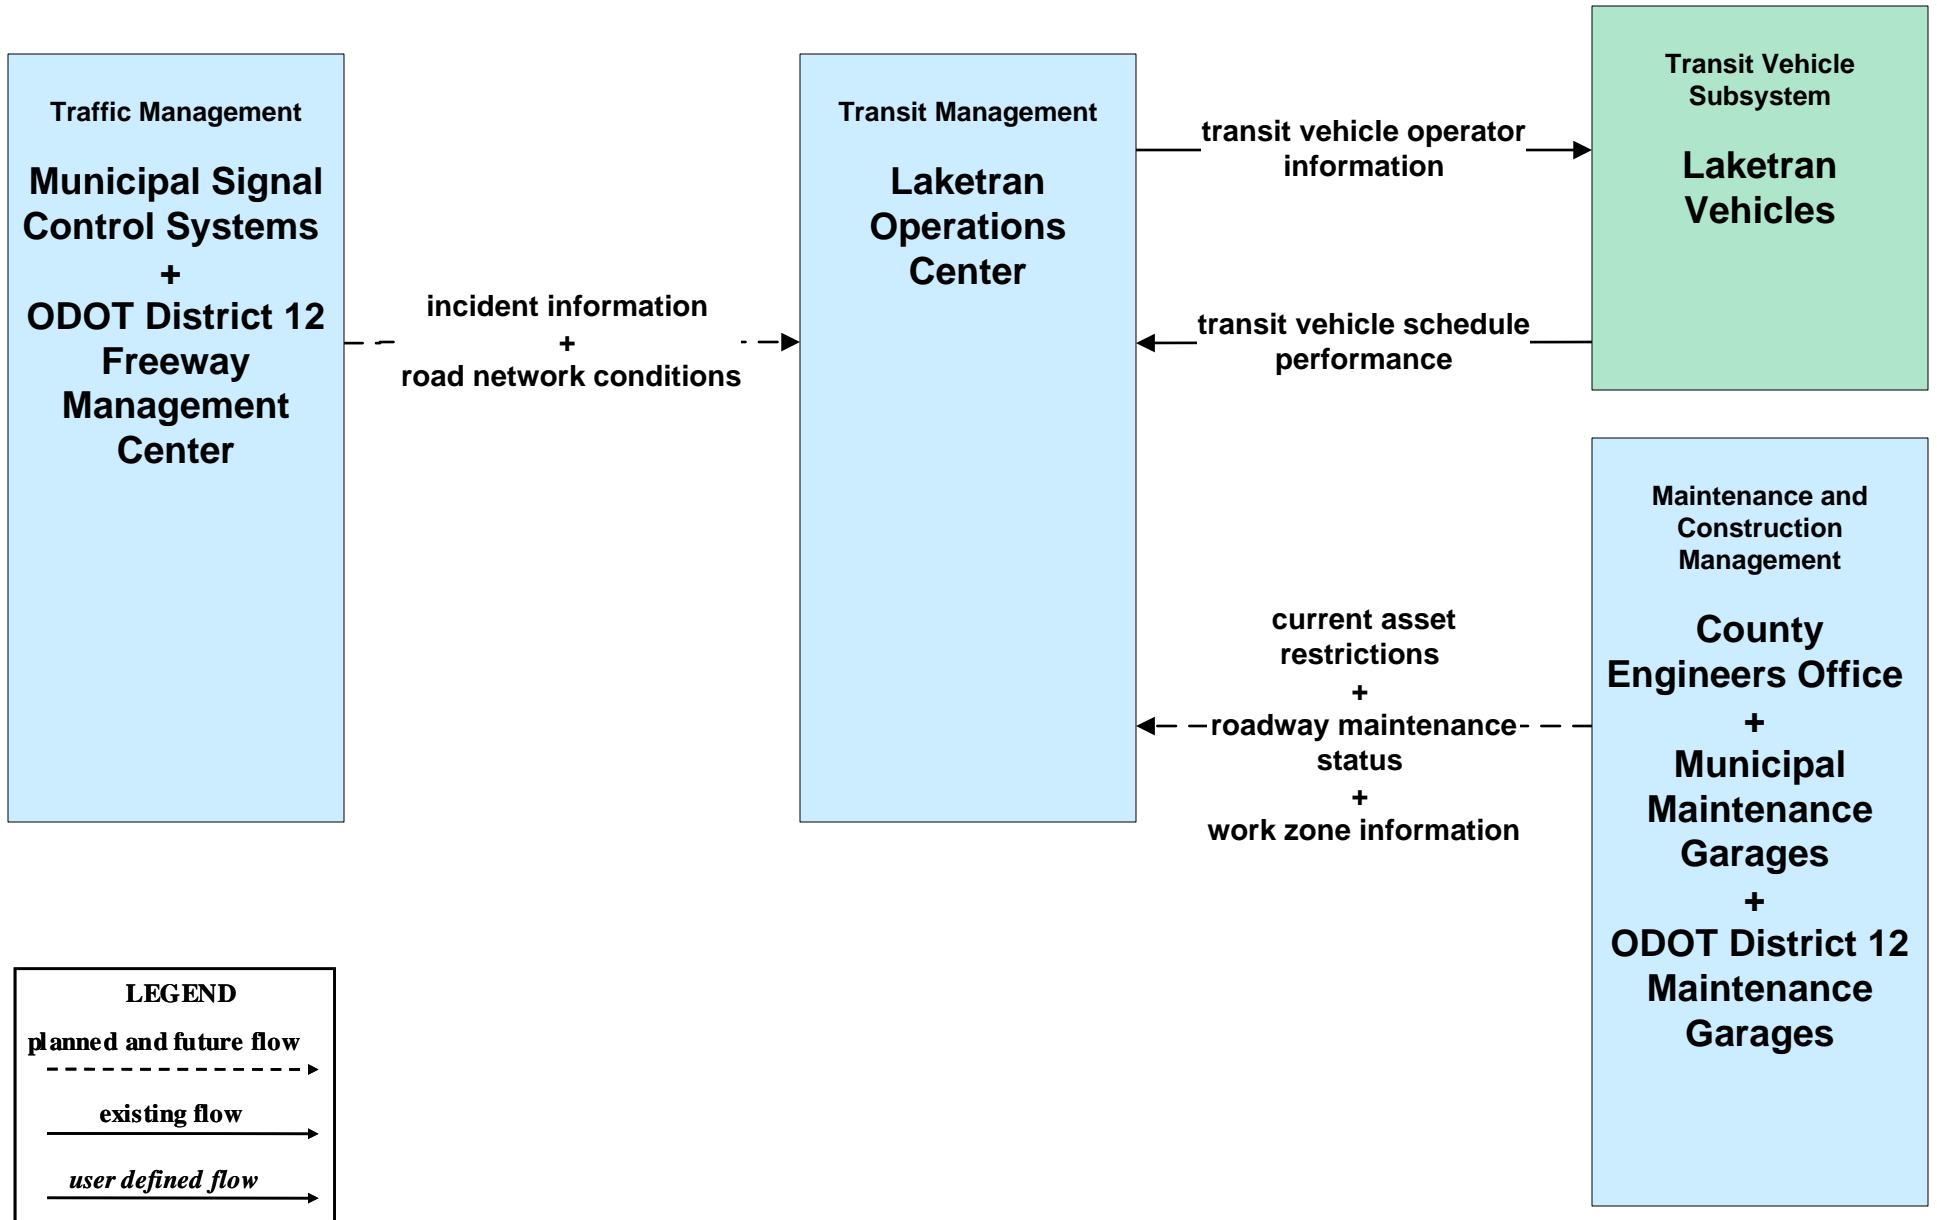 Traffic Management
Municipal Signal
Control Systems
+
ODOT District 12
Freeway
Management
Center
incident information
+
road network conditions
Transit Management
Laketran
Operations
Center
transit vehicle operator
information
transit vehicle schedule
performance
Transit Vehicle
Subsystem
Laketran
Vehicles
current asset
restrictions
+
roadway maintenance
status
+
work zone information
Maintenance and
Construction
Management
County
Engineers Office
+
Municipal
Maintenance
Garages
+
ODOT District 12
Maintenance
Garages
LEGEND
planned and future flow
existing flow
user defined flow